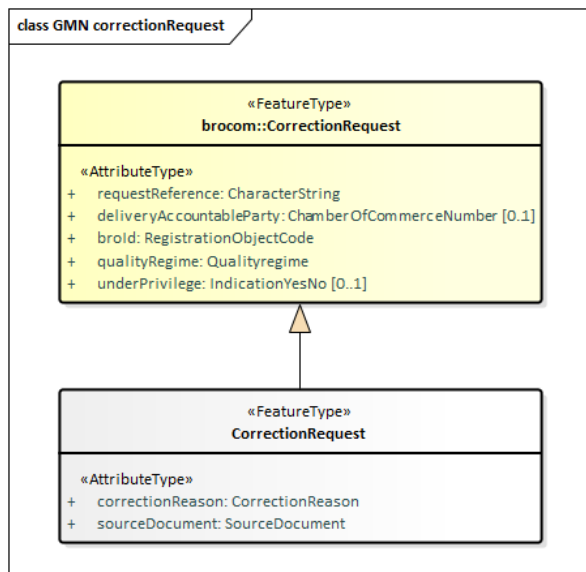 class GMN correctionRequest
«FeatureType»
brocom::CorrectionRequest
«AttributeType»
+ requestReference: CharacterString
+ deliveryAccountableParty: ChamberOfCommerceNumber [0..1]
+ broId: RegistrationObjectCode
+ qualityRegime: Qualityregime
+ underPrivilege: IndicationYesNo [0..1]
«FeatureType»
CorrectionRequest
«AttributeType»
+ correctionReason: CorrectionReason
+ sourceDocument: SourceDocument